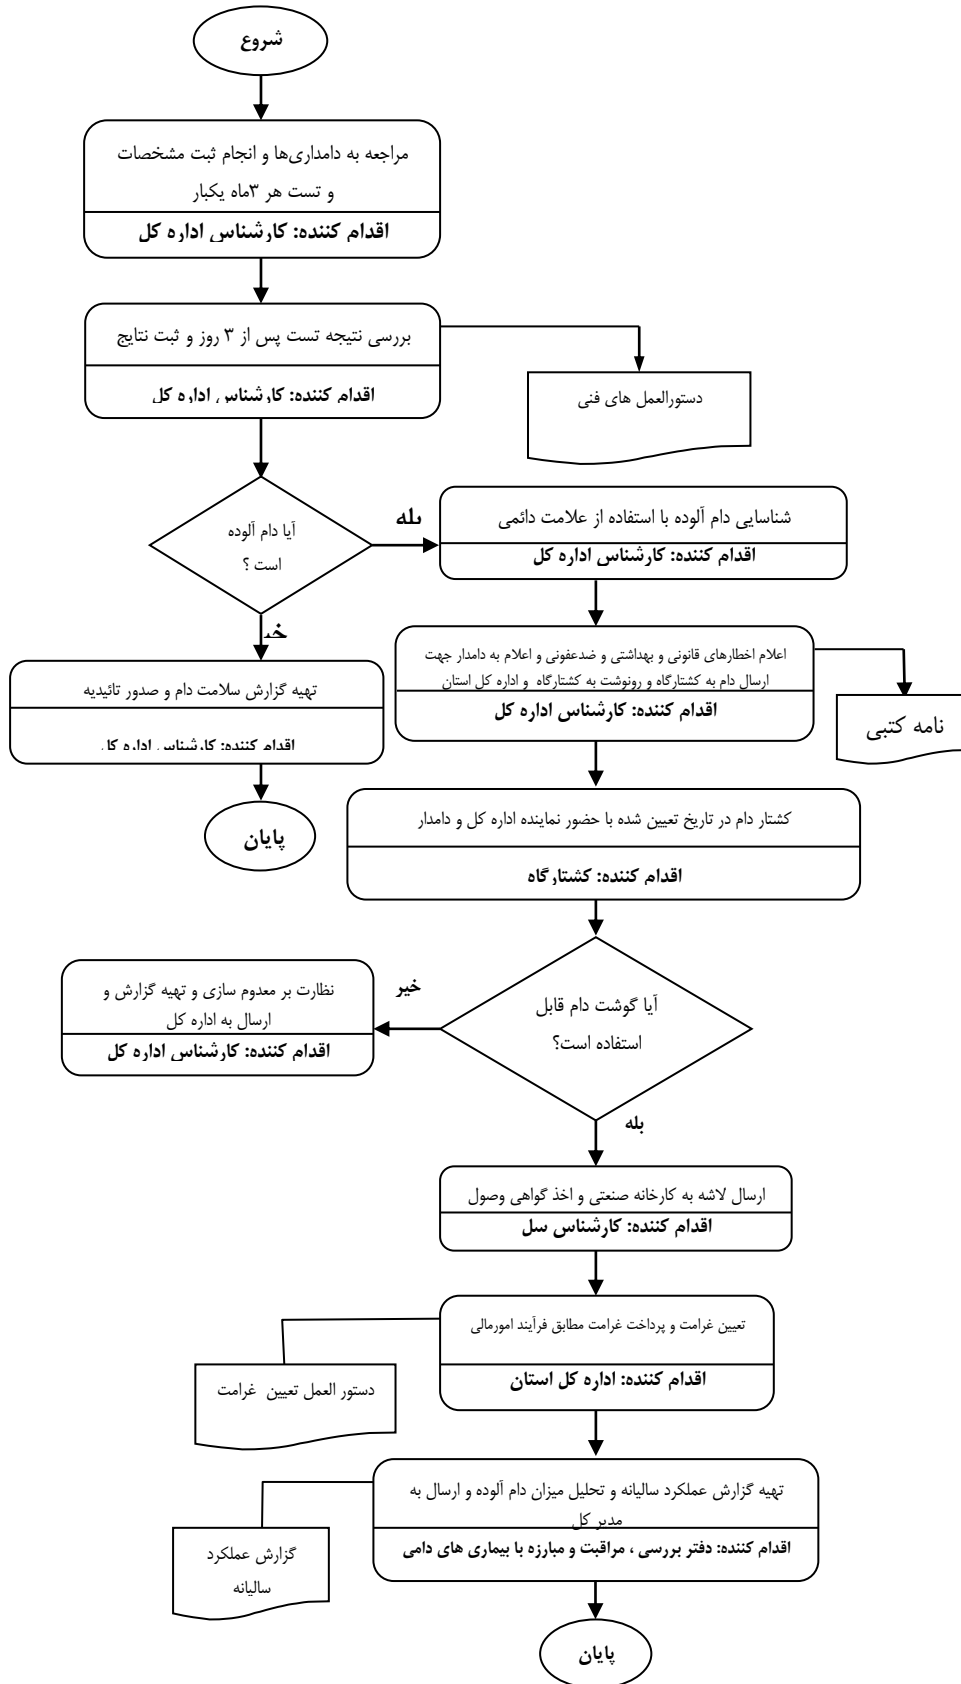 شروع
مراجعه به دامداری‌ها و انجام ثبت مشخصات
و تست هر ۳ماه یکبار
اقدام کننده: کارشناس اداره کل
بررسی نتیجه تست پس از ۳ روز و ثبت نتایج
اقدام کننده: کارشناس اداره کل
دستورالعمل های فنی
آیا دام آلوده
است ؟
بله
شناسایی دام آلوده با استفاده از علامت دائمی
اقدام کننده: کارشناس اداره کل
خیر
اعلام اخطارهای قانونی و بهداشتی و ضدعفونی و اعلام به دامدار جهت
ارسال دام به کشتارگاه و رونوشت به کشتارگاه و اداره کل استان
اقدام کننده: کارشناس اداره کل
نامه کتبی
تهیه گزارش سلامت دام و صدور تائیدیه
اقدام کننده: کارشناس اداره کل
پایان
کشتار دام در تاریخ تعیین شده با حضور نماینده اداره کل و دامدار
اقدام کننده: کشتارگاه
آیا گوشت دام قابل
استفاده است؟
خیر
نظارت بر معدوم سازی و تهیه گزارش و
ارسال به اداره کل
اقدام کننده: کارشناس اداره کل
بله
ارسال لاشه به کارخانه صنعتی و اخذ گواهی وصول
اقدام کننده: کارشناس سل
تعیین غرامت و پرداخت غرامت مطابق فرآیند امورمالی
اقدام کننده: اداره کل استان
دستور العمل تعیین غرامت
تهیه گزارش عملکرد سالیانه و تحلیل میزان دام آلوده و ارسال به
مدیر کل
اقدام کننده: دفتر بررسی ، مراقبت و مبارزه با بیماری های دامی
گزارش عملکرد
سالیانه
پایان